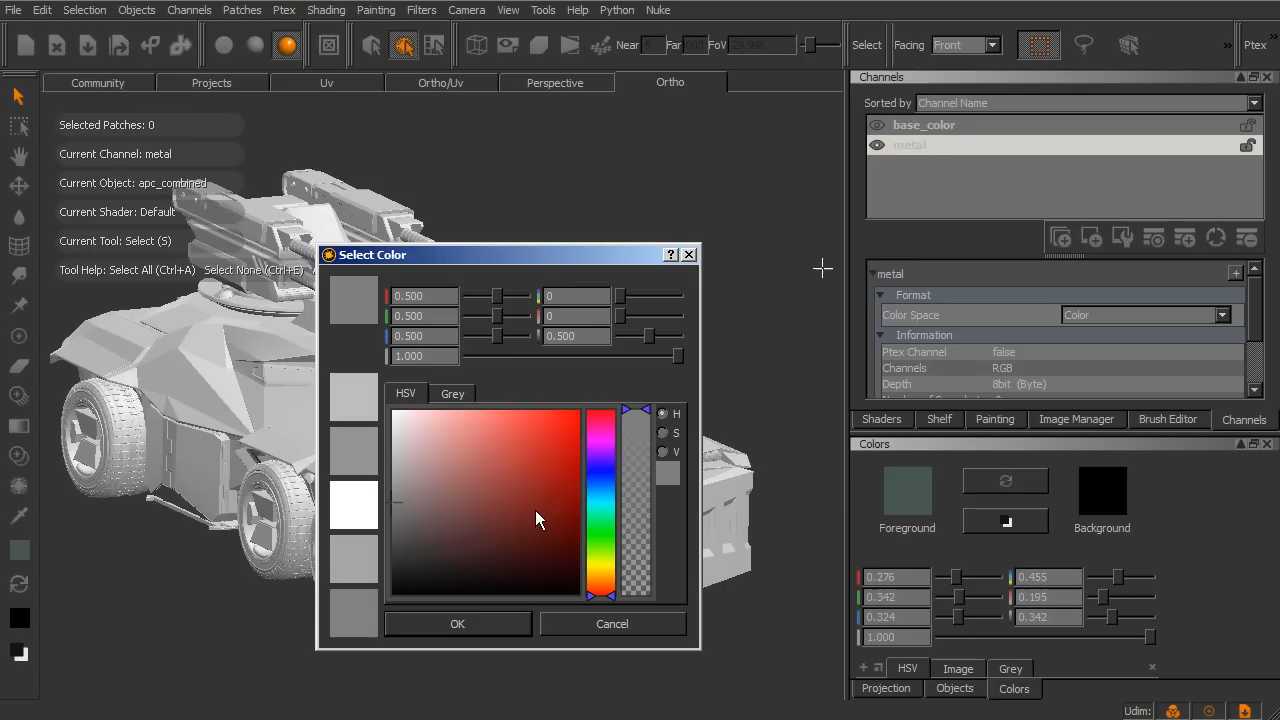 File Edit Selection Objects Channels Patches Ptex Shading Painting Filters Camera View Tools Help Python Nuke
Near Far FoV 29.996 Select Facing Front » Ptex »
Community Projects Uv Ortho/Uv Perspective Ortho
Selected Patches: 0
Current Channel: metal
Current Object: apc_combined
Current Shader: Default
Current Tool: Select (S)
Tool Help: Select All (Ctrl+A) Select None (Ctrl+E)
Select Color
0.500 0
0.500 0
0.500 0.500
1.000
HSV Grey
H
S
V
OK Cancel
Channels
Sorted by Channel Name
base_color
metal
metal
Format
Color Space Color
Information
Ptex Channel false
Channels RGB
Depth 8bit (Byte)
Shaders Shelf Painting Image Manager Brush Editor Channels
Colors
Foreground Background
0.276 0.455
0.342 0.195
0.324 0.342
1.000
HSV Image Grey
Projection Objects Colors
Udim: